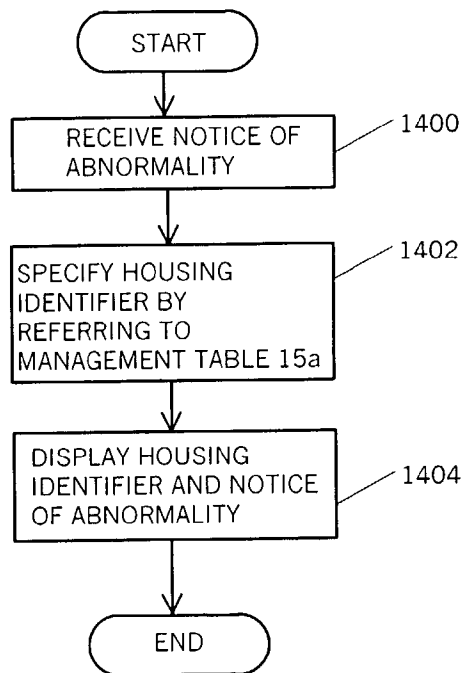 START
RECEIVE NOTICE OF
ABNORMALITY
1400
SPECIFY HOUSING
IDENTIFIER BY
REFERRING TO
MANAGEMENT TABLE 15a
1402
DISPLAY HOUSING
IDENTIFIER AND NOTICE
OF ABNORMALITY
1404
END